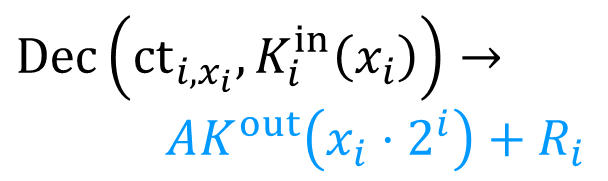 Dec(ct_{i,x_i}, K_i^{in}(x_i)) →
AK^{out}(x_i · 2^i) + R_i